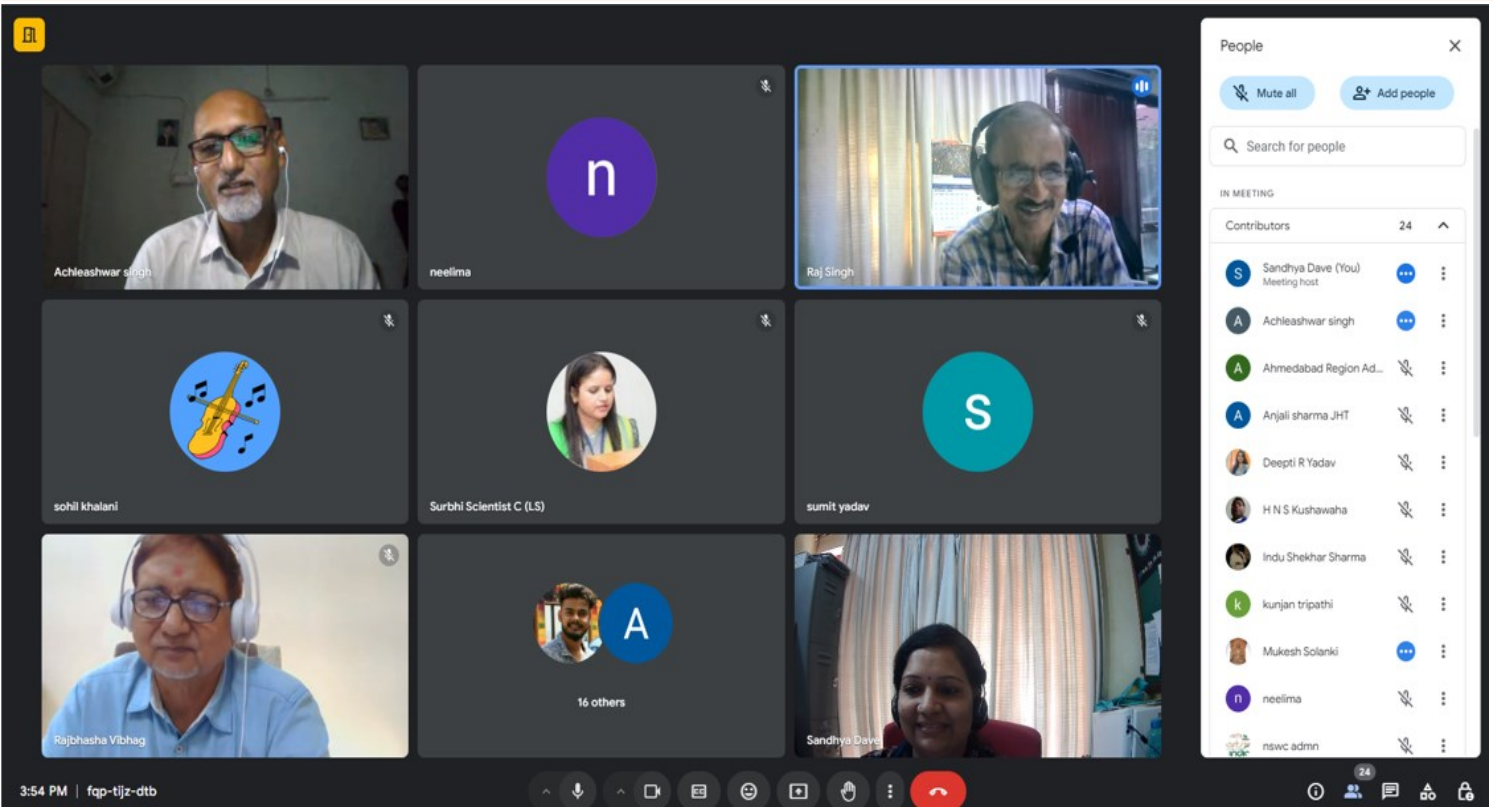 Achleashwar singh
n
neelima
Raj Singh
sohil khalani
Surbhi Scientist C (LS)
S
sumit yadav
Rajbhasha Vibhag
A
16 others
Sandhya Dave
People
Mute all
Add people
Search for people
IN MEETING
Contributors 24
S Sandhya Dave (You)
Meeting host
A Achleashwar singh
A Ahmedabad Region Ad...
A Anjali sharma JHT
Deepti R Yadav
H N S Kushawaha
Indu Shekhar Sharma
k kunjan tripathi
Mukesh Solanki
n neelima
nswc admn
3:54 PM | fqp-tijz-dtb
CC
24